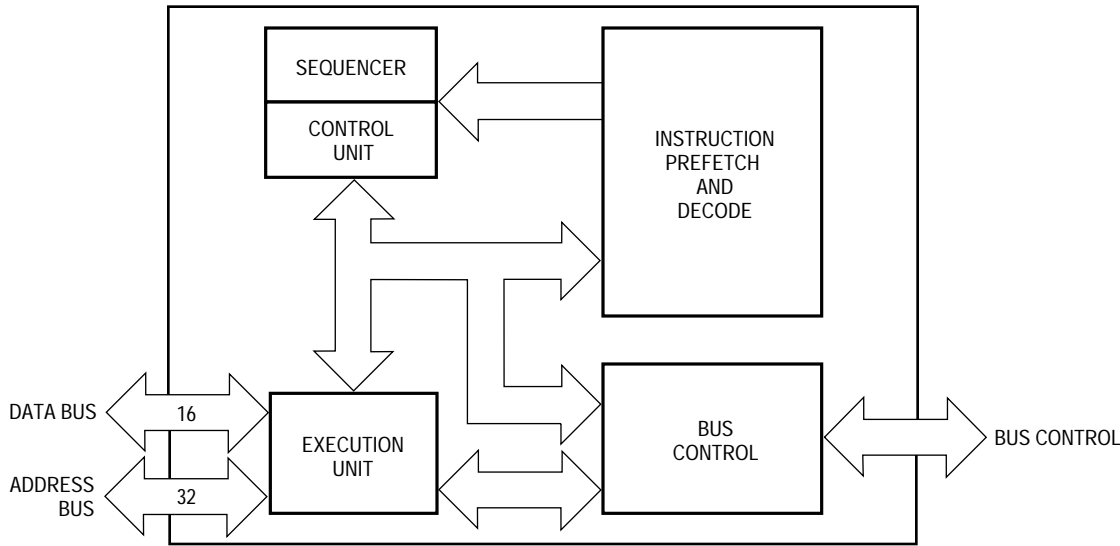 SEQUENCER
CONTROL
UNIT
INSTRUCTION
PREFETCH
AND
DECODE
DATA BUS
16
ADDRESS
BUS
32
EXECUTION
UNIT
BUS
CONTROL
BUS CONTROL